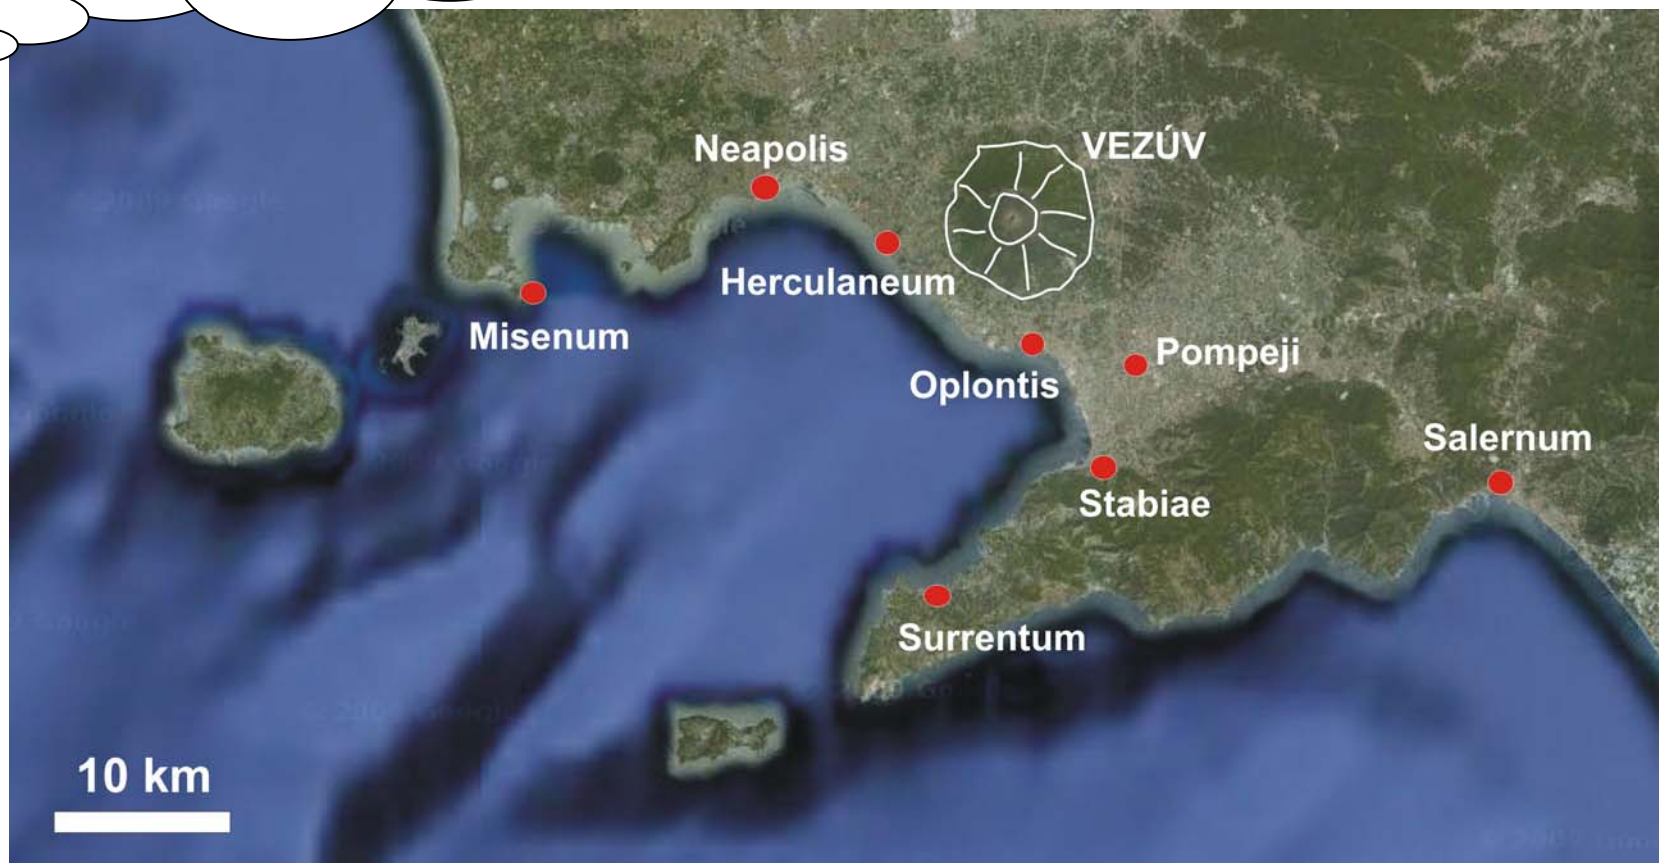 Neapolis
VEZÚV
Herculaneum
Misenum
Oplontis
Pompeji
Salernum
Stabiae
Surrentum
10 km